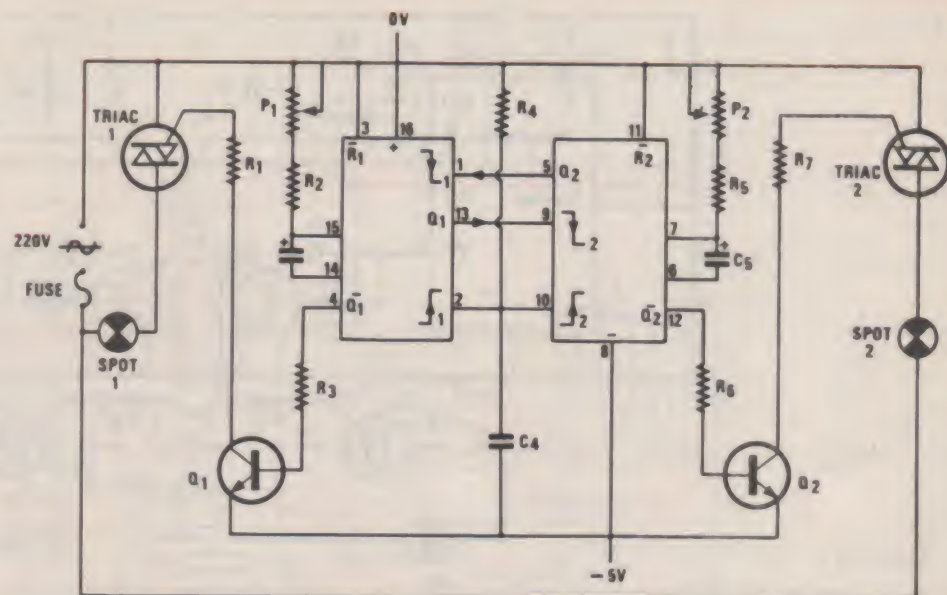 0V
TRIAC
1
P1
R1
R2
3
R̄1
16
+
1
1
Q1
13
15
14
4
Q̄1
2
1
R4
11
R̄2
5
Q2
9
2
10
2
7
6
Q̄2
12
8
−
P2
R5
C5
R7
TRIAC
2
220V
FUSE
SPOT
1
R3
Q1
C4
R6
Q2
SPOT
2
−5V